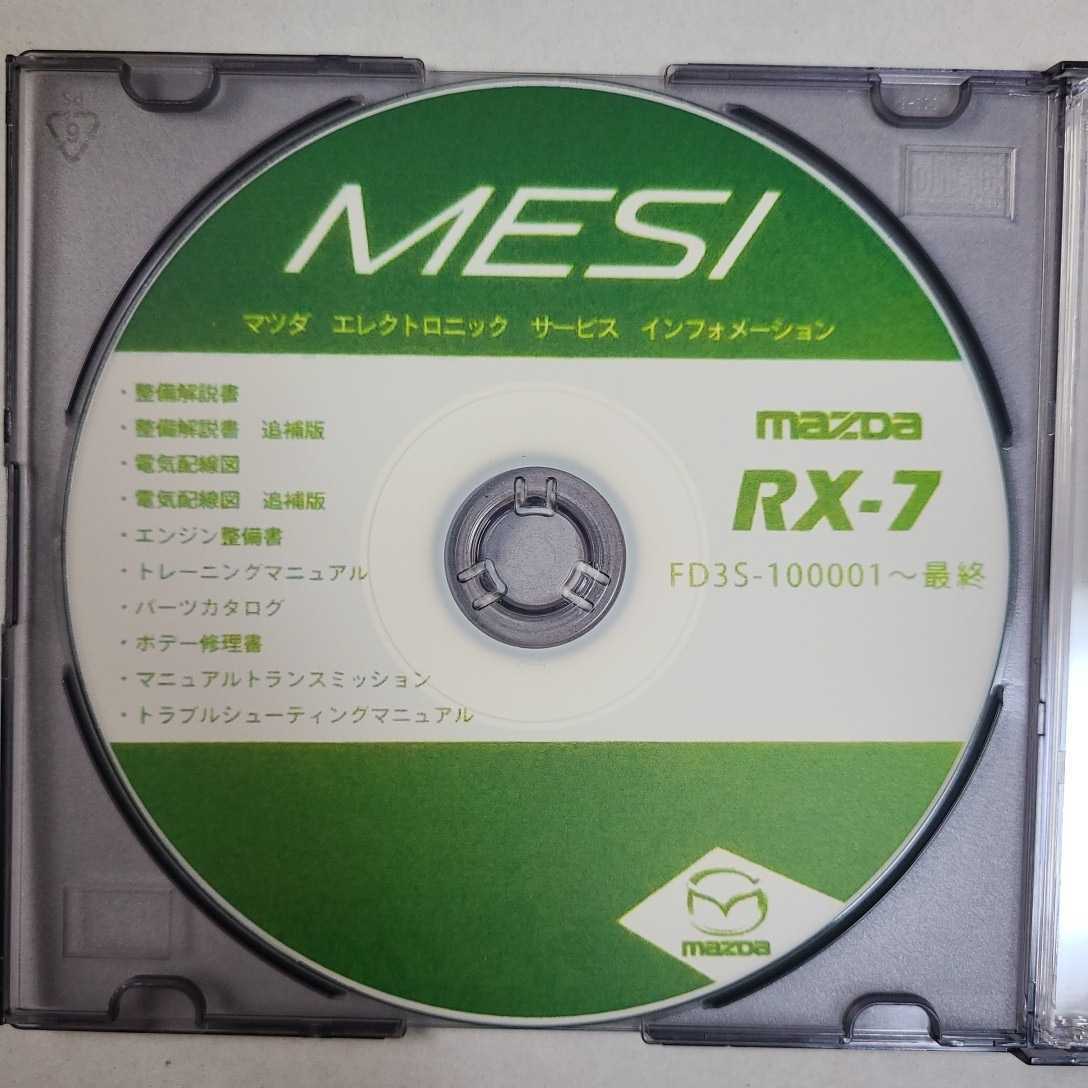 MESI
マツダ エレクトロニック サービス インフォメーション
・整備解説書
・整備解説書 追補版
・電気配線図
・電気配線図 追補版
・エンジン整備書
・トレーニングマニュアル
・パーツカタログ
・ボデー修理書
・マニュアルトランスミッション
・トラブルシューティングマニュアル
mazda
RX-7
FD3S-100001～最終
mazda
6
PS